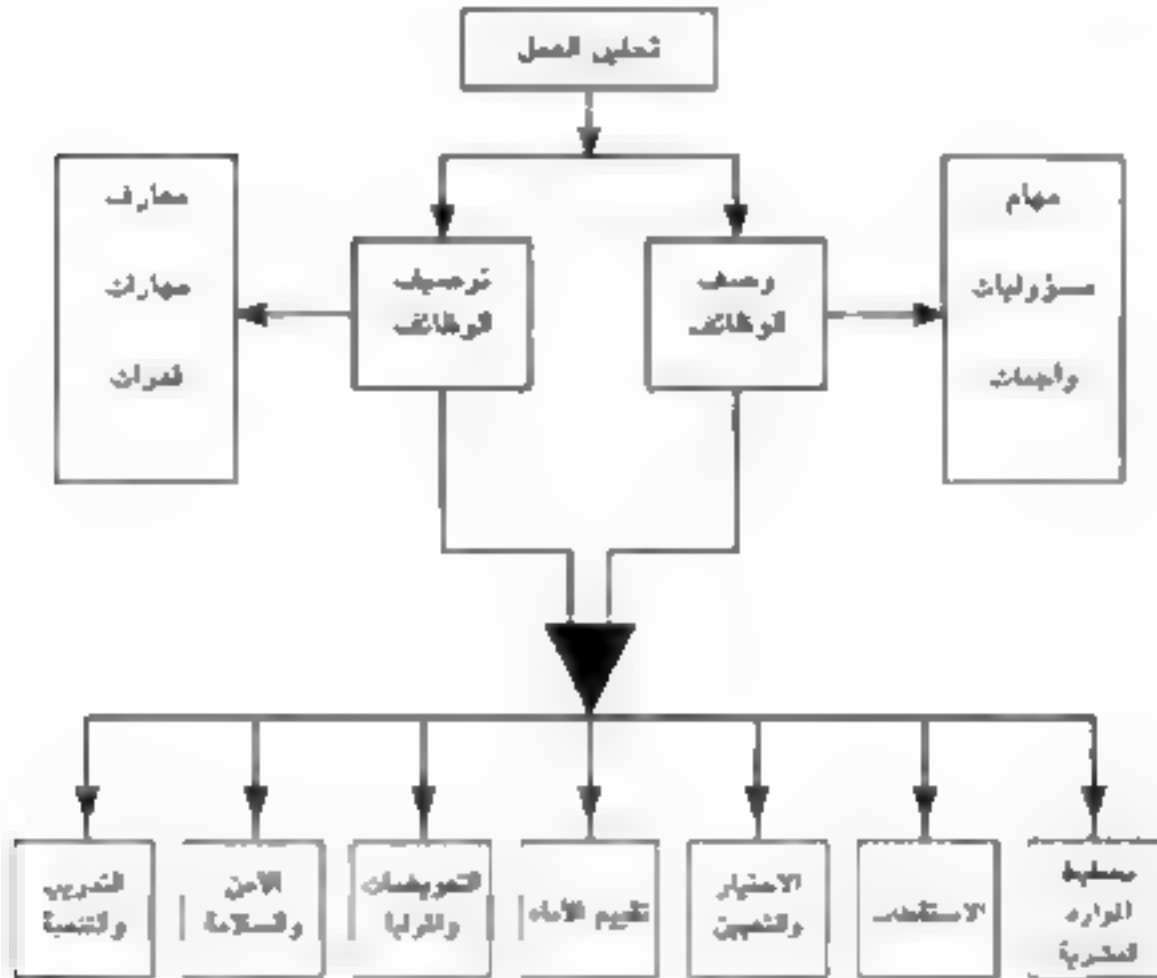 تحليل العمل
وصف
الوظائف
توصيف
الوظائف
مهام
مسؤوليات
واجبات
معارف
مهارات
قدرات
تخطيط
الموارد
البشرية
الاستقطاب
الاختيار
والتعيين
تقييم الأداء
التعويضات
والمزايا
الأمن
والسلامة
التدريب
والتنمية